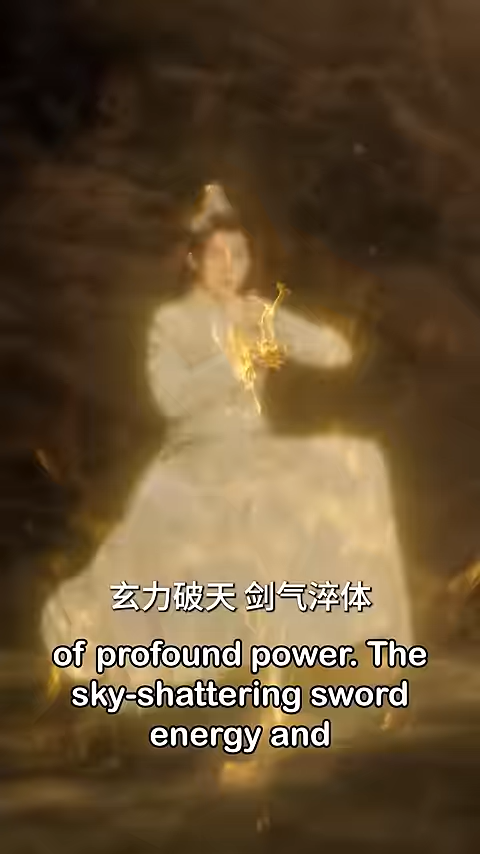 玄力破天 剑气淬体
of profound power. The
sky-shattering sword
energy and